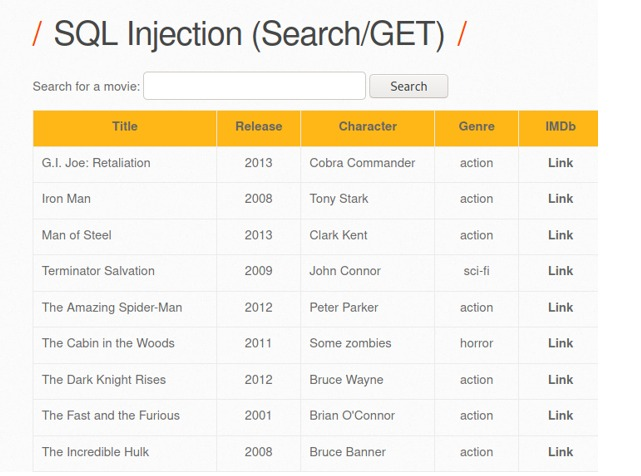 / SQL Injection (Search/GET) /
Search for a movie: Search
Title Release Character Genre IMDb
G.I. Joe: Retaliation 2013 Cobra Commander action Link
Iron Man 2008 Tony Stark action Link
Man of Steel 2013 Clark Kent action Link
Terminator Salvation 2009 John Connor sci-fi Link
The Amazing Spider-Man 2012 Peter Parker action Link
The Cabin in the Woods 2011 Some zombies horror Link
The Dark Knight Rises 2012 Bruce Wayne action Link
The Fast and the Furious 2001 Brian O'Connor action Link
The Incredible Hulk 2008 Bruce Banner action Link